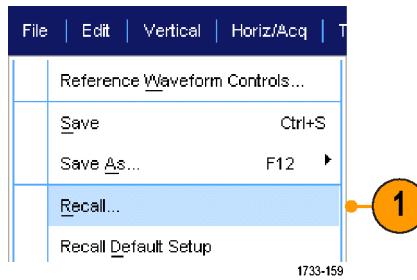 File | Edit | Vertical | Horiz/Acq |
Reference Waveform Controls...
Save Ctrl+S
Save As... F12
Recall...
1
Recall Default Setup
1733-159